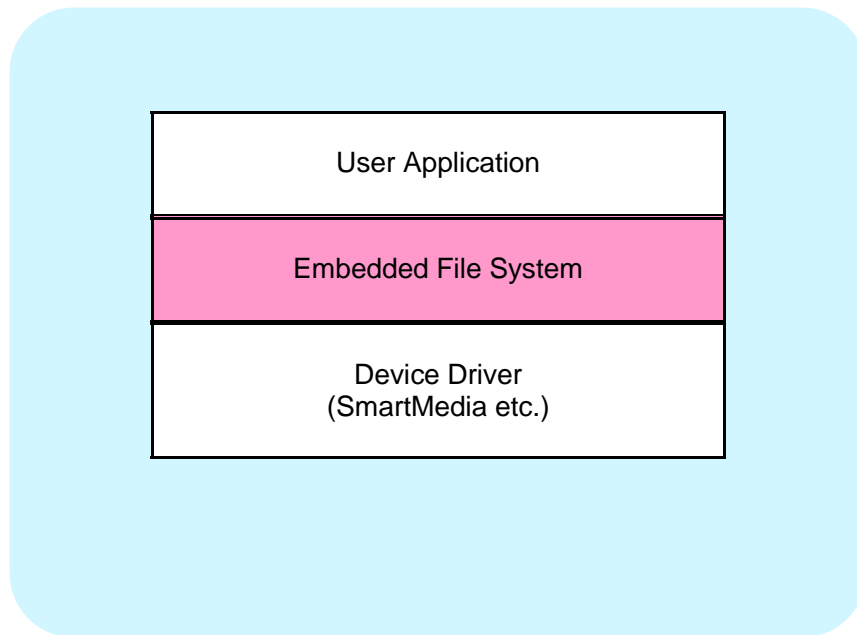 User Application
Embedded File System
Device Driver
(SmartMedia etc.)